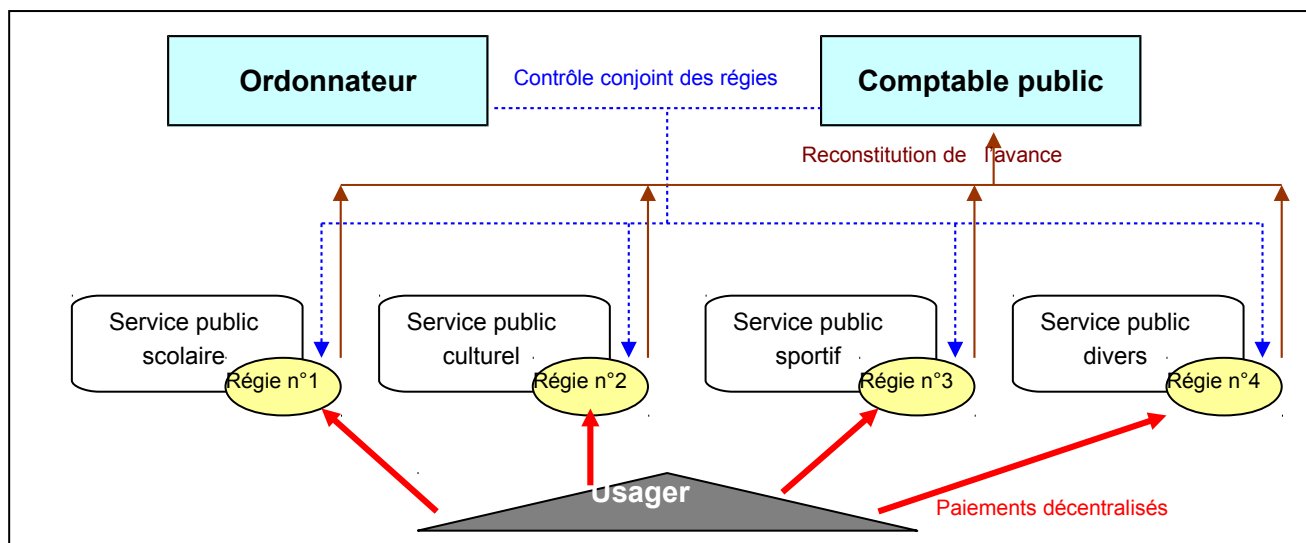 Ordonnateur
Contrôle conjoint des régies
Comptable public
Reconstitution de l'avance
Service public
scolaire
Régie n°1
Service public
culturel
Régie n°2
Service public
sportif
Régie n°3
Service public
divers
Régie n°4
Usager
Paiements décentralisés